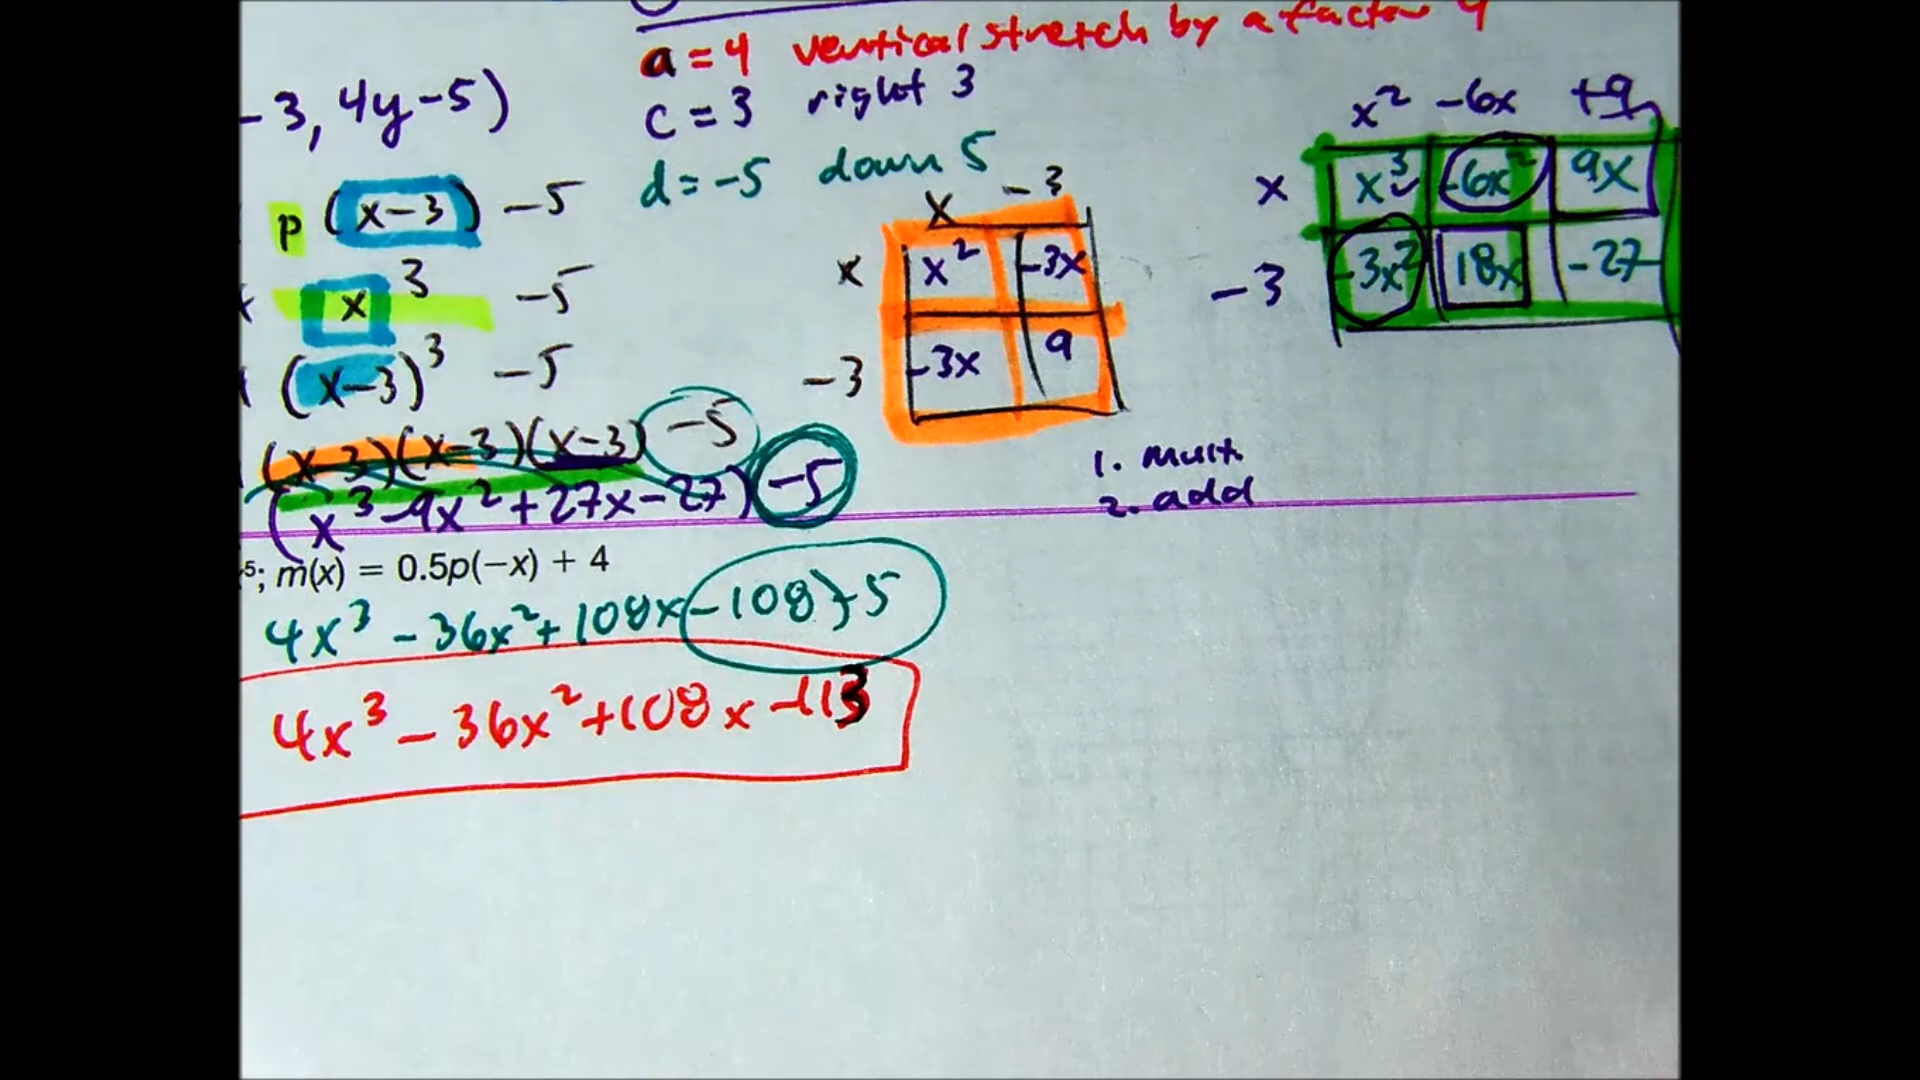 a = 4 vertical stretch by a factor 4
c = 3 right 3
d = -5 down 5
- 3, 4y - 5)
p (x-3) - 5
x 3 - 5
(x-3)3 - 5
(x-3)(x-3)(x-3) - 5
(x3 - 9x2 + 27x - 27) - 5
5; m(x) = 0.5p(−x) + 4
4x3 - 36x2 + 108x - 108) - 5
4x3 - 36x2 + 108x - 113
x - 3
x x2 -3x
-3 -3x 9
1. mult.
2. add
x2 -6x +9
x x3 -6x2 9x
-3 -3x2 18x -27